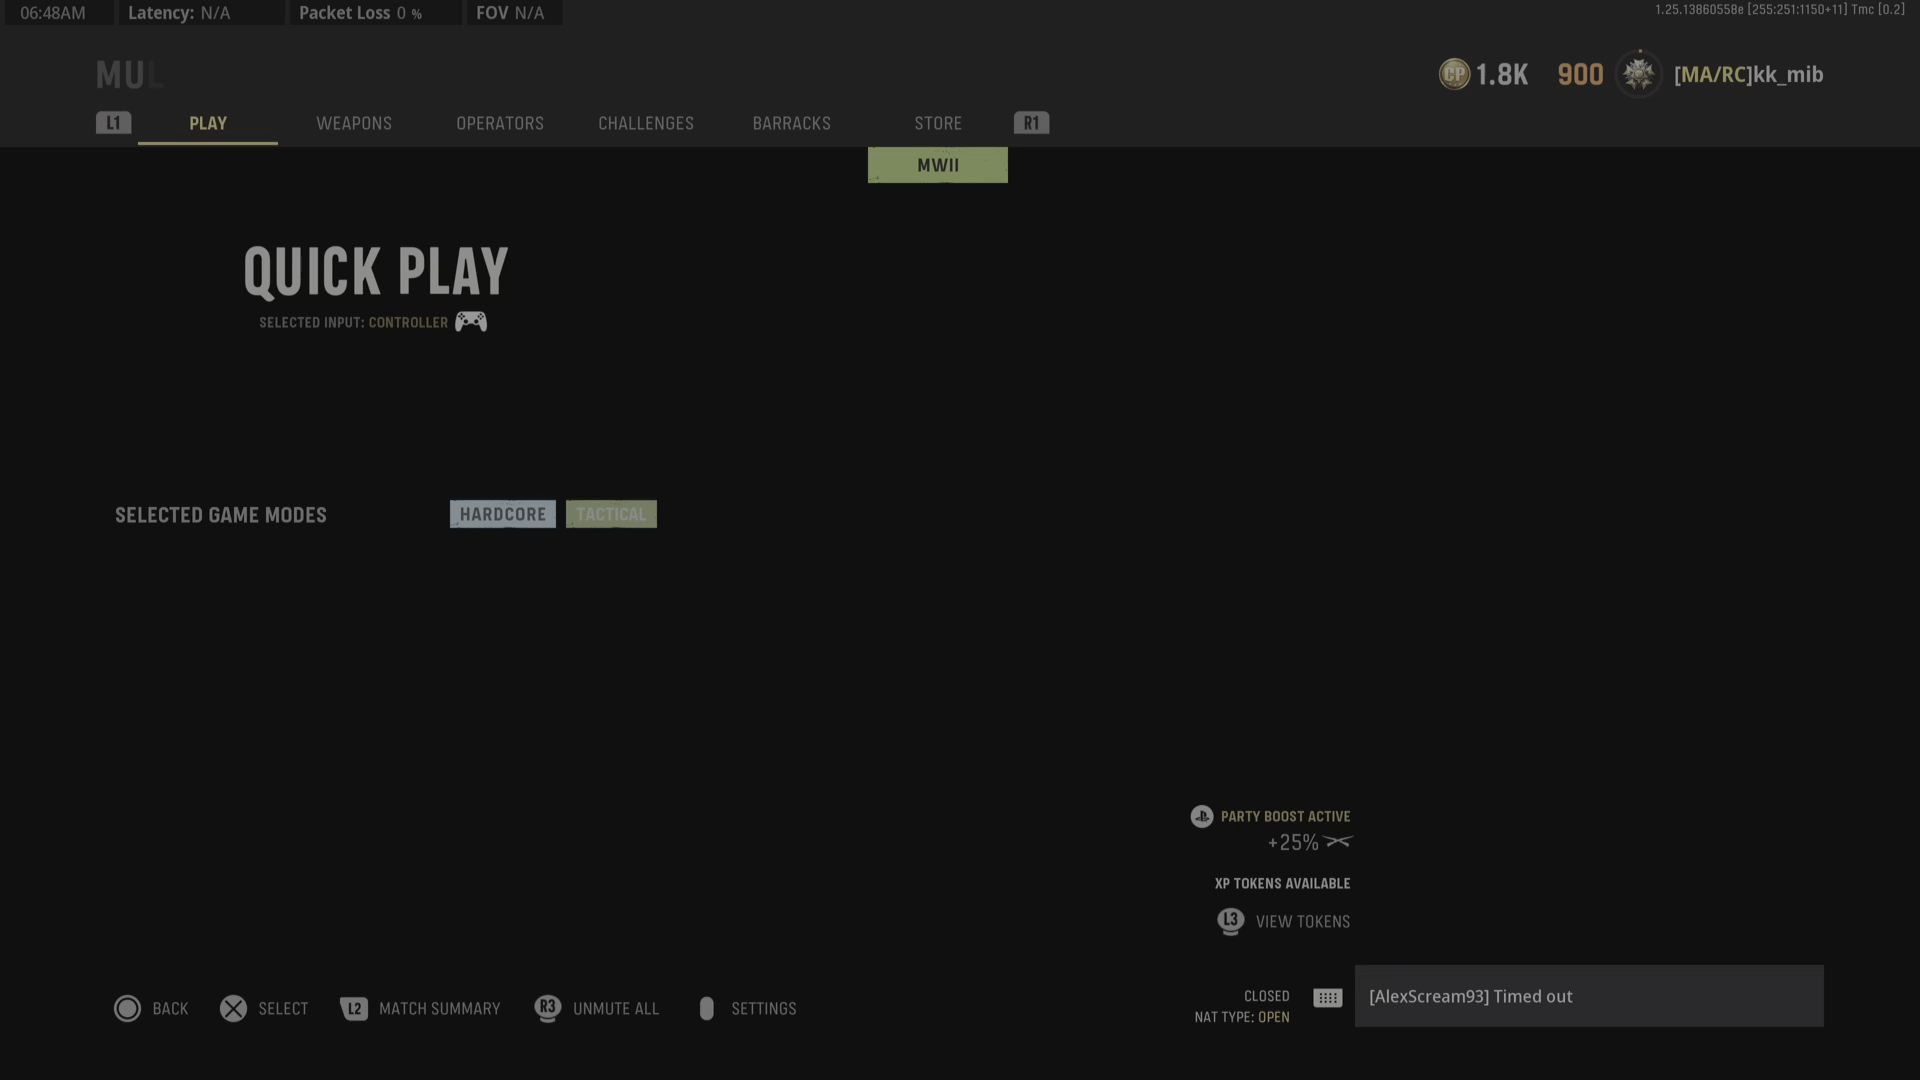 06:48AM Latency: N/A Packet Loss 0 % FOV N/A
1.25.13860558e [255:251:1150+11] Tmc [0.2]
MUL
CP 1.8K 900 [MA/RC]kk_mib
L1 PLAY WEAPONS OPERATORS CHALLENGES BARRACKS STORE R1
MWII
QUICK PLAY
SELECTED INPUT: CONTROLLER
SELECTED GAME MODES HARDCORE TACTICAL
PARTY BOOST ACTIVE
+25%
XP TOKENS AVAILABLE
L3 VIEW TOKENS
BACK SELECT L2 MATCH SUMMARY R3 UNMUTE ALL SETTINGS
CLOSED
NAT TYPE: OPEN
[AlexScream93] Timed out